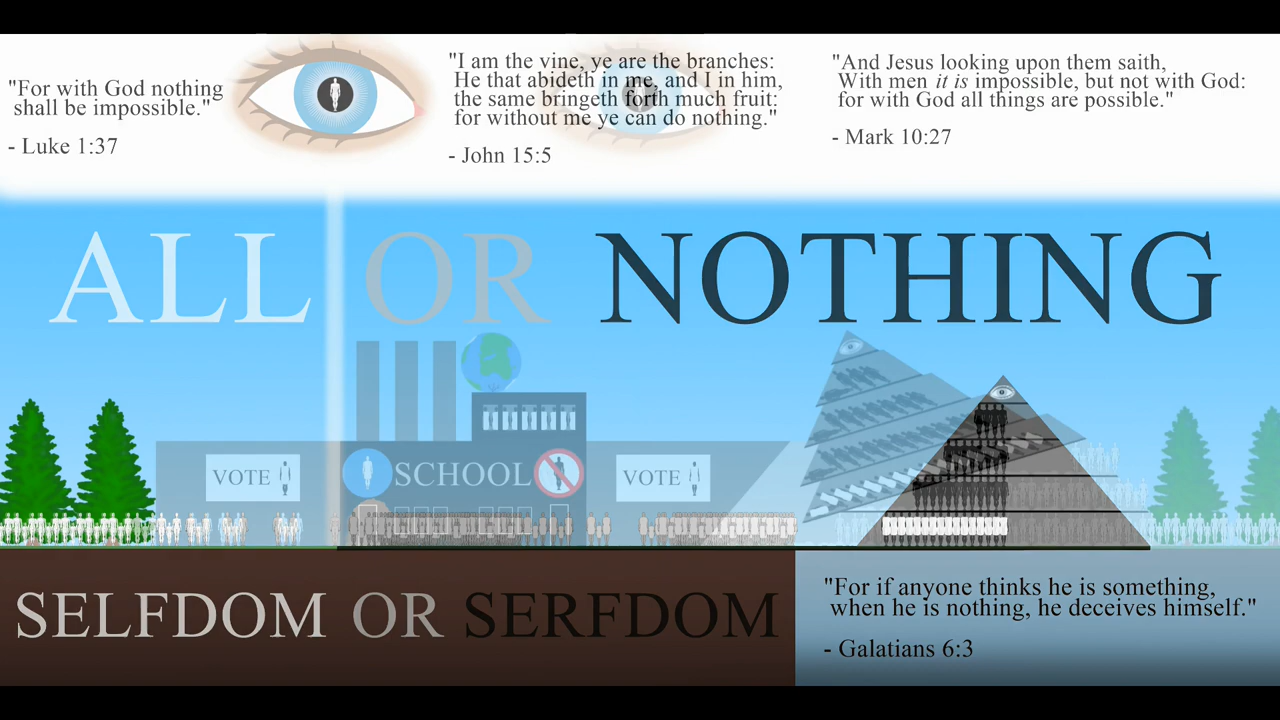 "For with God nothing
shall be impossible."
- Luke 1:37
"I am the vine, ye are the branches:
He that abideth in me, and I in him,
the same bringeth forth much fruit:
for without me ye can do nothing."
- John 15:5
"And Jesus looking upon them saith,
With men it is impossible, but not with God:
for with God all things are possible."
- Mark 10:27
ALL OR NOTHING
VOTE
SCHOOL
VOTE
SELFDOM OR SERFDOM
"For if anyone thinks he is something,
when he is nothing, he deceives himself."
- Galatians 6:3